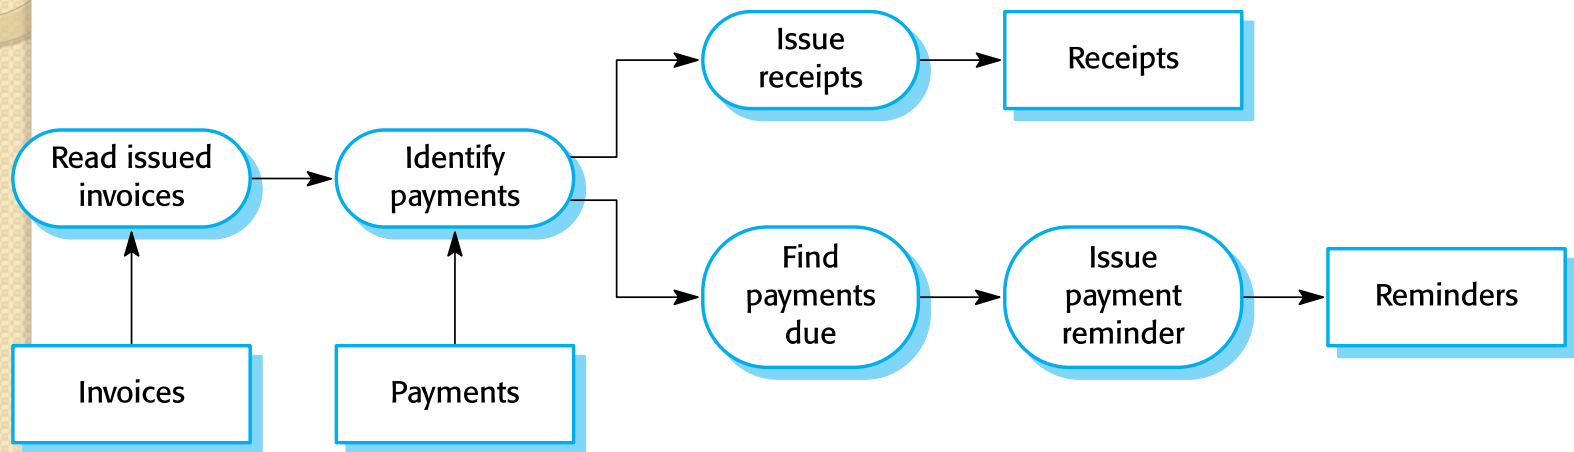 Issue
receipts
Receipts
Read issued
invoices
Identify
payments
Find
payments
due
Issue
payment
reminder
Reminders
Invoices
Payments